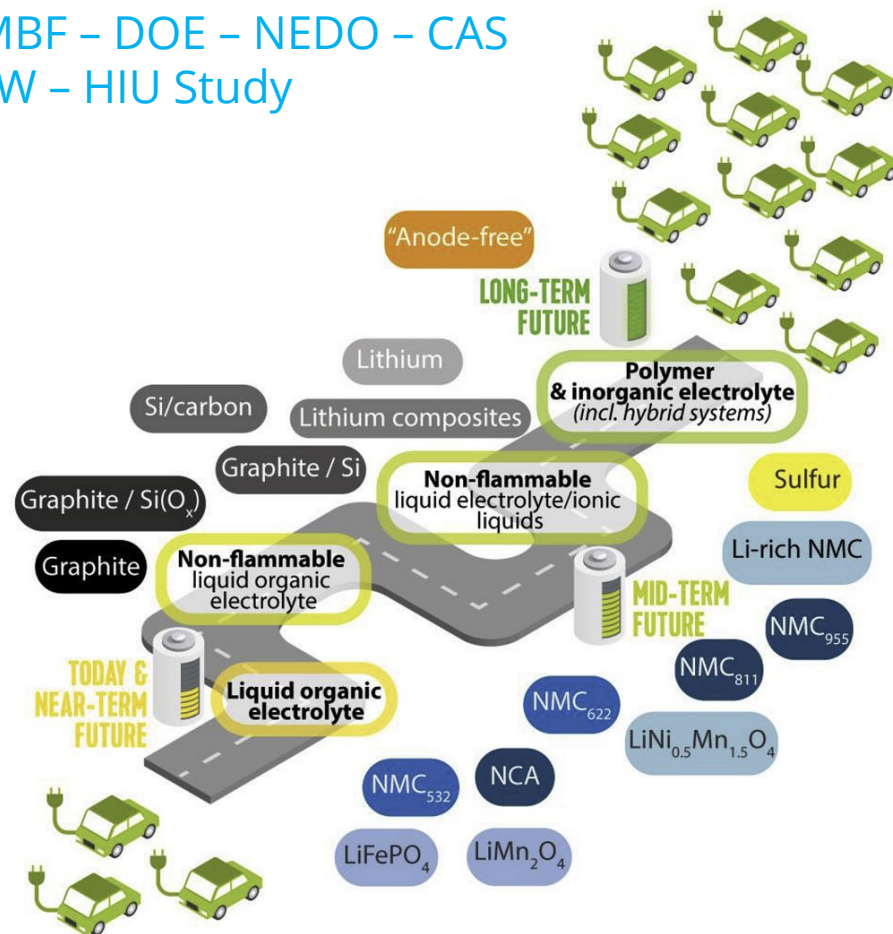 MBF – DOE – NEDO – CAS
W – HIU Study
"Anode-free"
LONG-TERM
FUTURE
Lithium
Polymer
& inorganic electrolyte
(incl. hybrid systems)
Si/carbon
Lithium composites
Graphite / Si
Non-flammable
liquid electrolyte/ionic
liquids
Sulfur
Graphite / Si(Oₓ)
Li-rich NMC
Graphite
Non-flammable
liquid organic
electrolyte
MID-TERM
FUTURE
NMC₉₅₅
NMC₈₁₁
TODAY &
NEAR-TERM
FUTURE
Liquid organic
electrolyte
NMC₆₂₂
LiNi₀.₅Mn₁.₅O₄
NMC₅₃₂
NCA
LiFePO₄
LiMn₂O₄